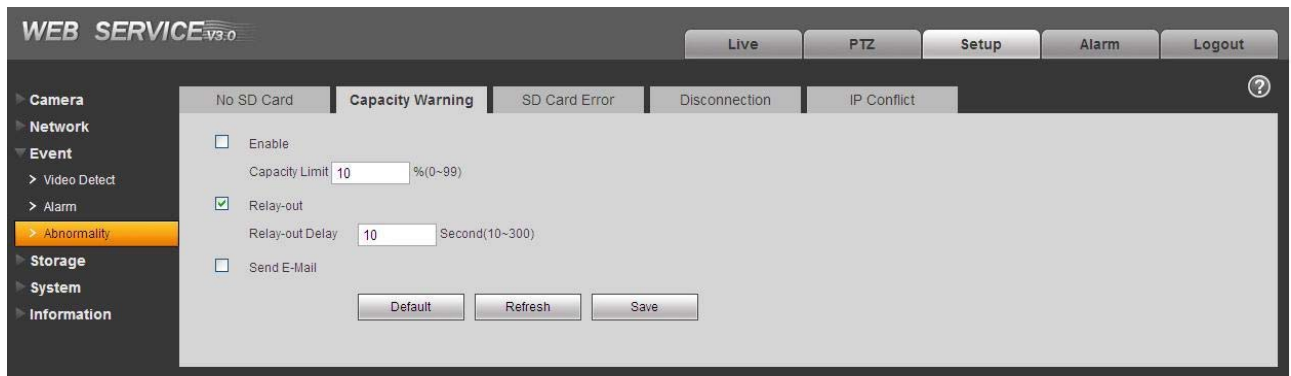 WEB SERVICE V3.0
Live PTZ Setup Alarm Logout
Camera
Network
Event
> Video Detect
> Alarm
> Abnormality
Storage
System
Information
No SD Card Capacity Warning SD Card Error Disconnection IP Conflict
?
Enable
Capacity Limit 10 %(0~99)
Relay-out
Relay-out Delay 10 Second(10~300)
Send E-Mail
Default Refresh Save